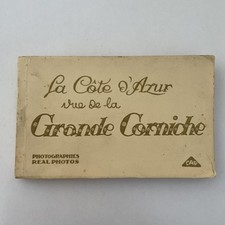 La Côte d'Azur
vue de la
Grande Corniche
PHOTOGRAPHIES
REAL PHOTOS